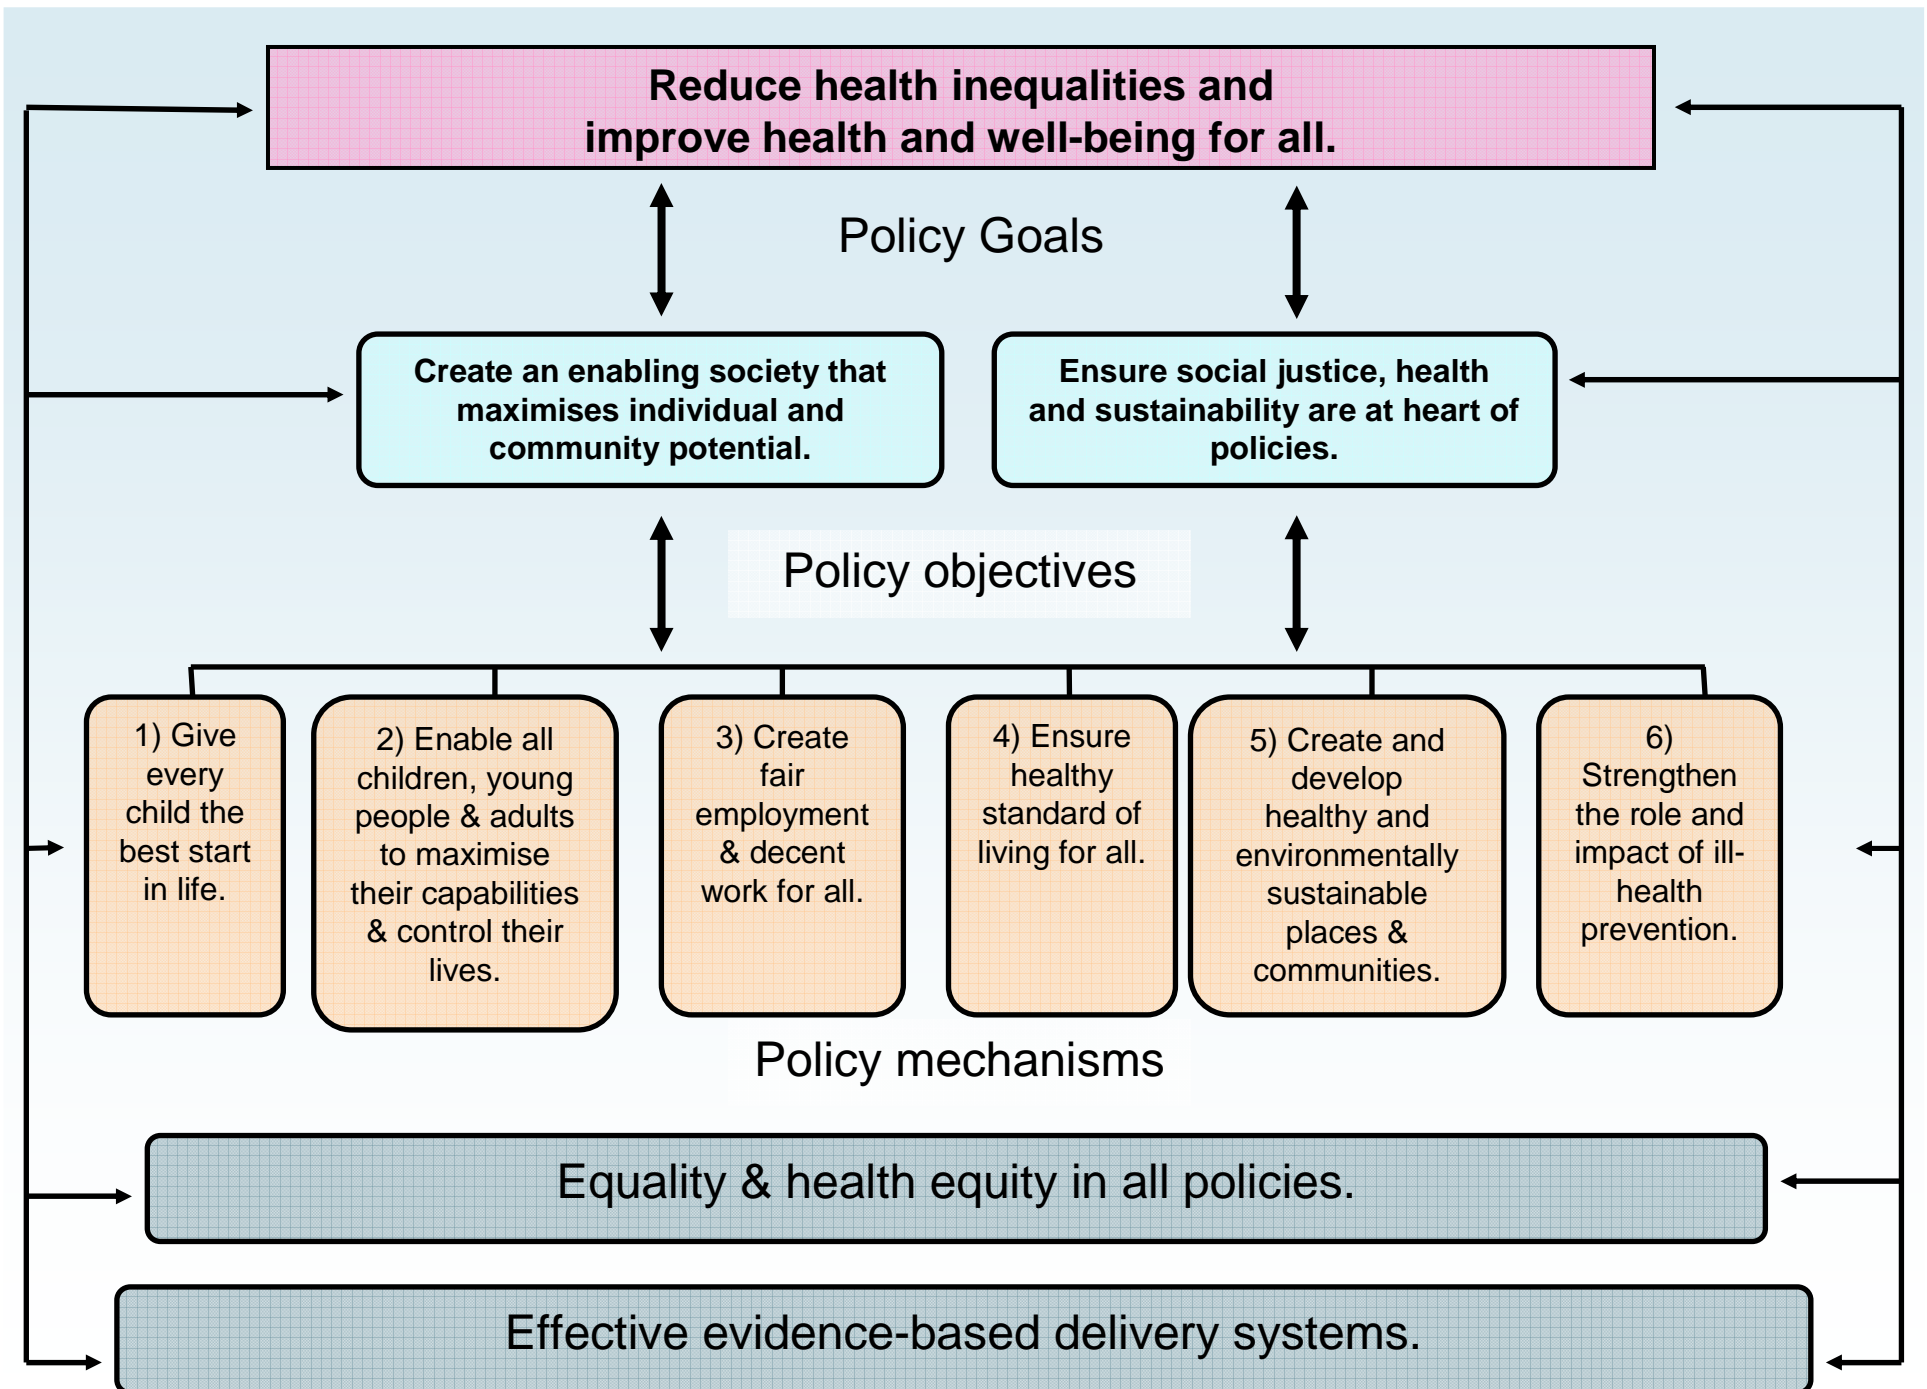 Reduce health inequalities and
improve health and well-being for all.
Policy Goals
Create an enabling society that
maximises individual and
community potential.
Ensure social justice, health
and sustainability are at heart of
policies.
Policy objectives
1) Give
every
child the
best start
in life.
2) Enable all
children, young
people & adults
to maximise
their capabilities
& control their
lives.
3) Create
fair
employment
& decent
work for all.
4) Ensure
healthy
standard of
living for all.
5) Create and
develop
healthy and
environmentally
sustainable
places &
communities.
6)
Strengthen
the role and
impact of ill-
health
prevention.
Policy mechanisms
Equality & health equity in all policies.
Effective evidence-based delivery systems.